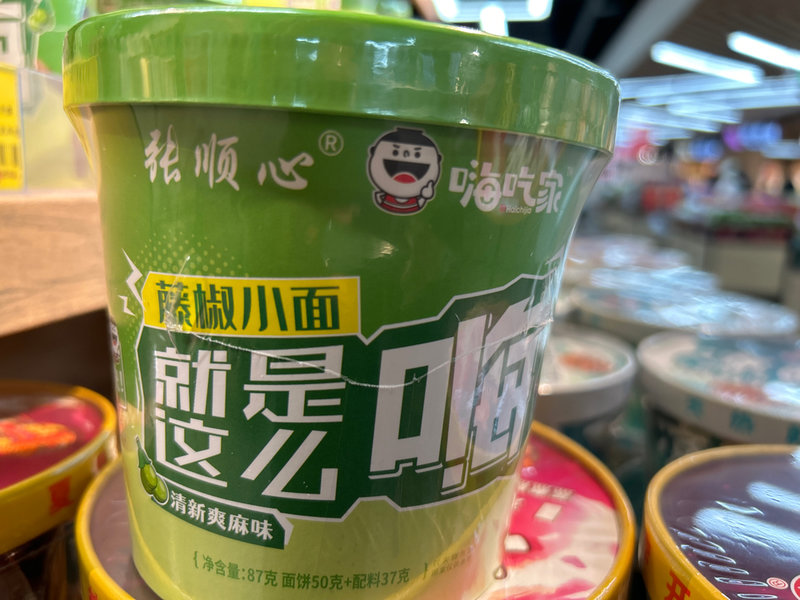 张顺心®
嗨吃家
Haichijia
藤椒小面
就是
这么
嗨
清新爽麻味
{净含量:87克 面饼50克+配料37克}